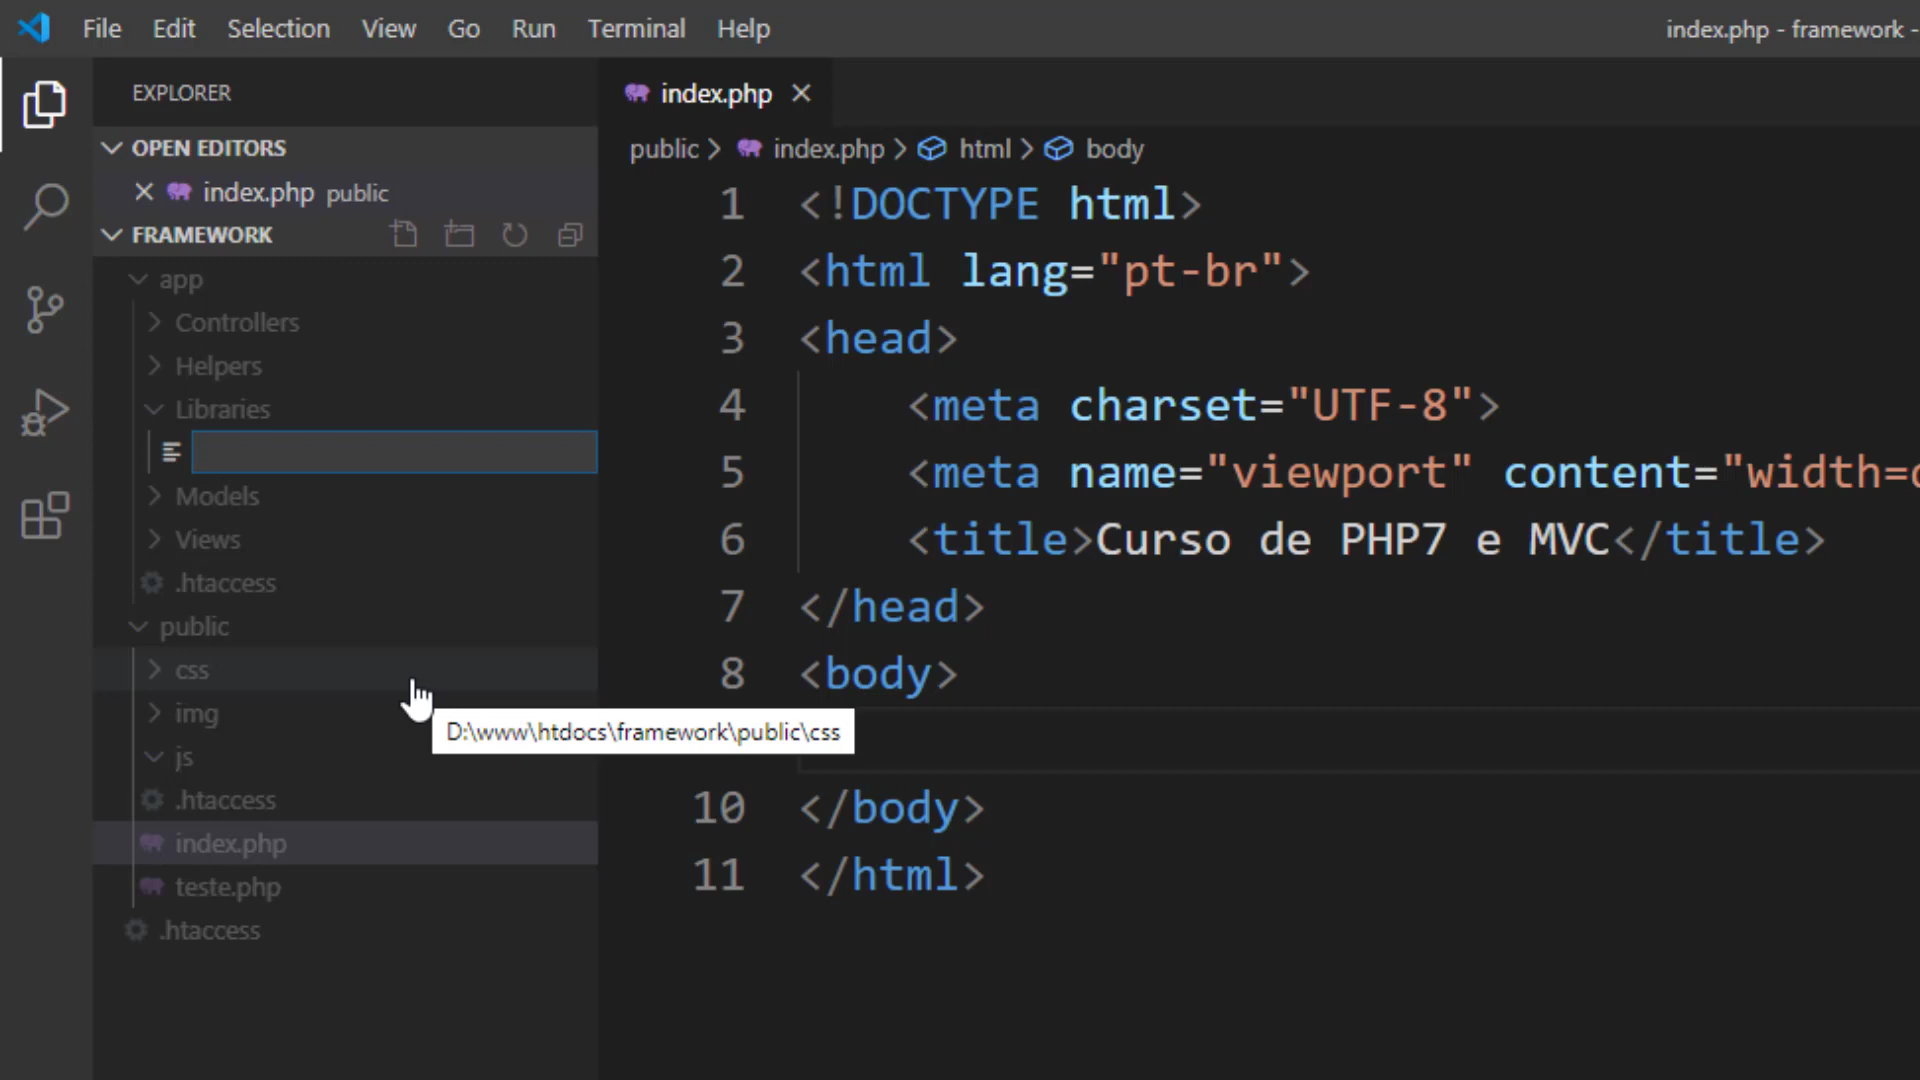 File Edit Selection View Go Run Terminal Help
index.php - framework -
EXPLORER
OPEN EDITORS
index.php public
FRAMEWORK
app
Controllers
Helpers
Libraries
Models
Views
.htaccess
public
css
img
js
.htaccess
index.php
teste.php
.htaccess
D:\www\htdocs\framework\public\css
index.php
public > index.php > html > body
1 <!DOCTYPE html>
2 <html lang="pt-br">
3 <head>
4 <meta charset="UTF-8">
5 <meta name="viewport" content="width=
6 <title>Curso de PHP7 e MVC</title>
7 </head>
8 <body>
10 </body>
11 </html>